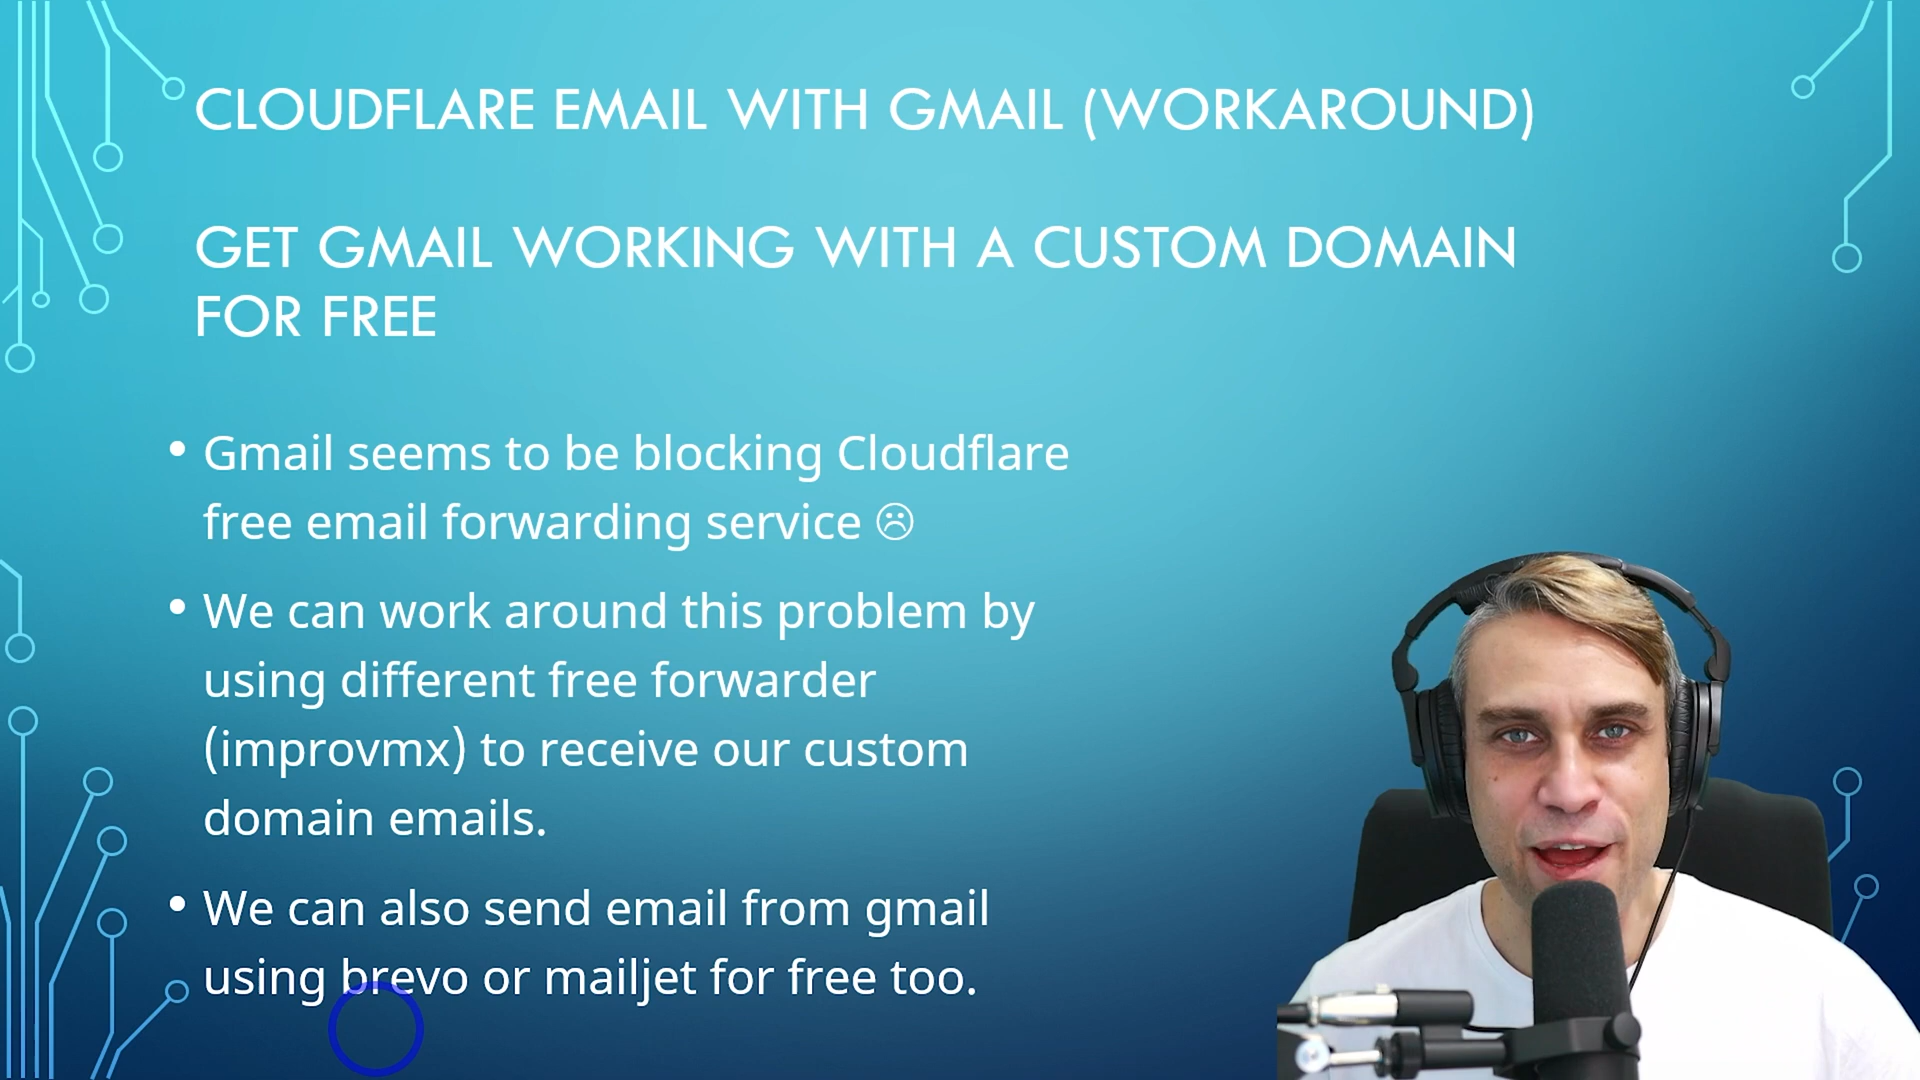 CLOUDFLARE EMAIL WITH GMAIL (WORKAROUND)
GET GMAIL WORKING WITH A CUSTOM DOMAIN
FOR FREE
• Gmail seems to be blocking Cloudflare
free email forwarding service ☹
• We can work around this problem by
using different free forwarder
(improvmx) to receive our custom
domain emails.
• We can also send email from gmail
using brevo or mailjet for free too.